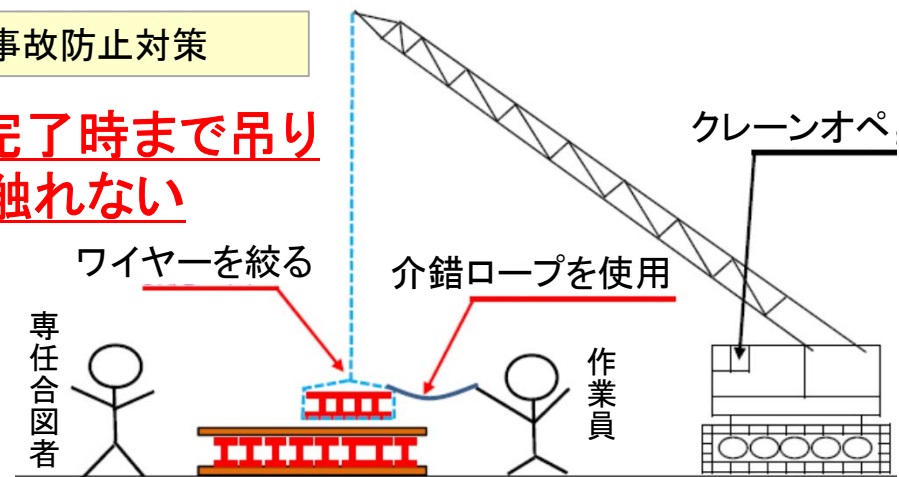 事故防止対策
完了時まで吊り
触れない
クレーンオペ
ワイヤーを絞る
介錯ロープを使用
専任合図者
作業員